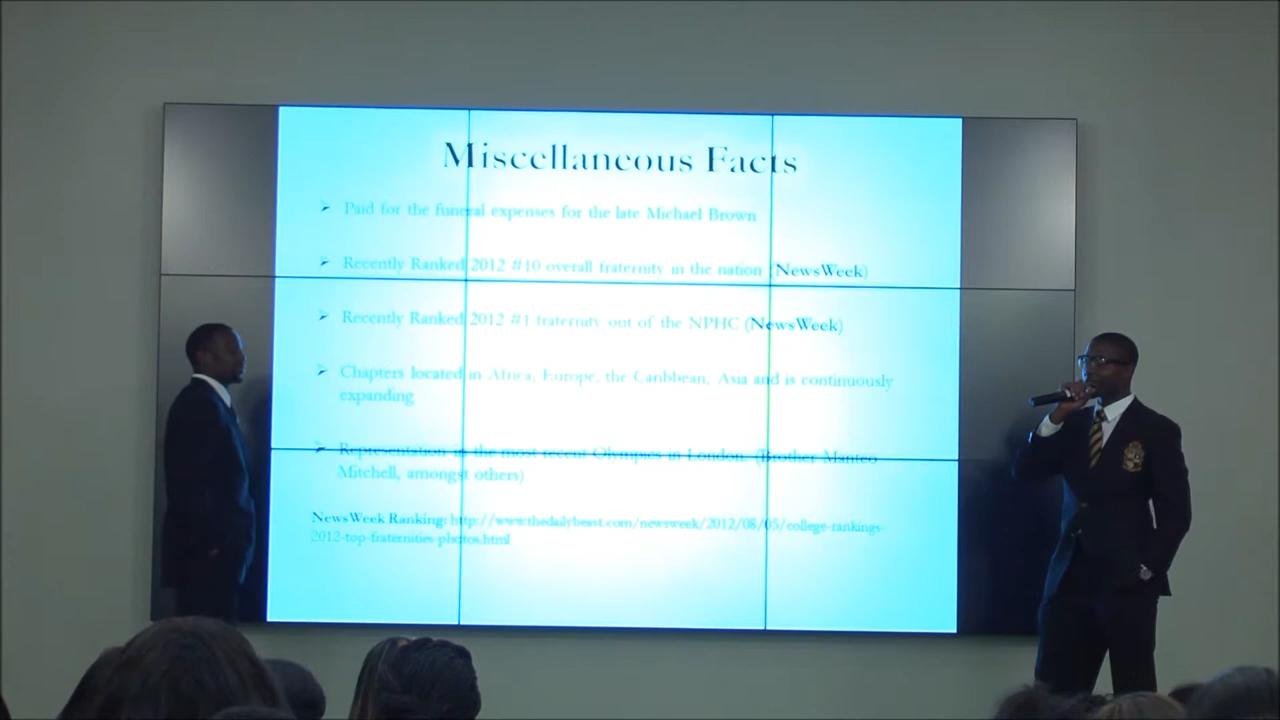 Miscellaneous Facts
Paid for the funeral expenses for the late Michael Brown
Recently Ranked 2012 #10 overall fraternity in the nation (NewsWeek)
Recently Ranked 2012 #1 fraternity out of the NPHC (NewsWeek)
Chapters located in Africa, Europe, the Caribbean, Asia and is continuously
expanding
Representation in the most recent Olympics in London. (Brother Manteo
Mitchell, amongst others)
NewsWeek Ranking: http://www.thedailybeast.com/newsweek/2012/08/05/college-rankings-
2012-top-fraternities-photos.html